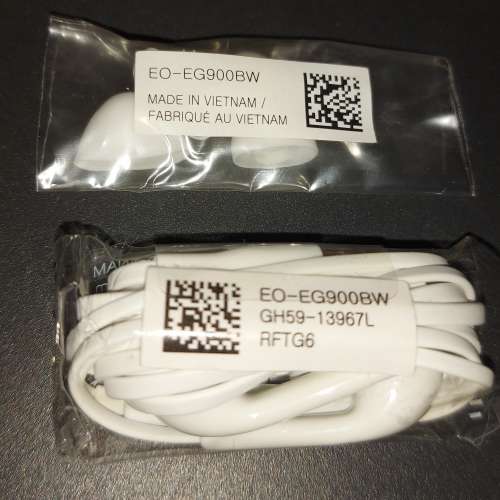 EO-EG900BW
MADE IN VIETNAM /
FABRIQUÉ AU VIETNAM
EO-EG900BW
GH59-13967L
RFTG6